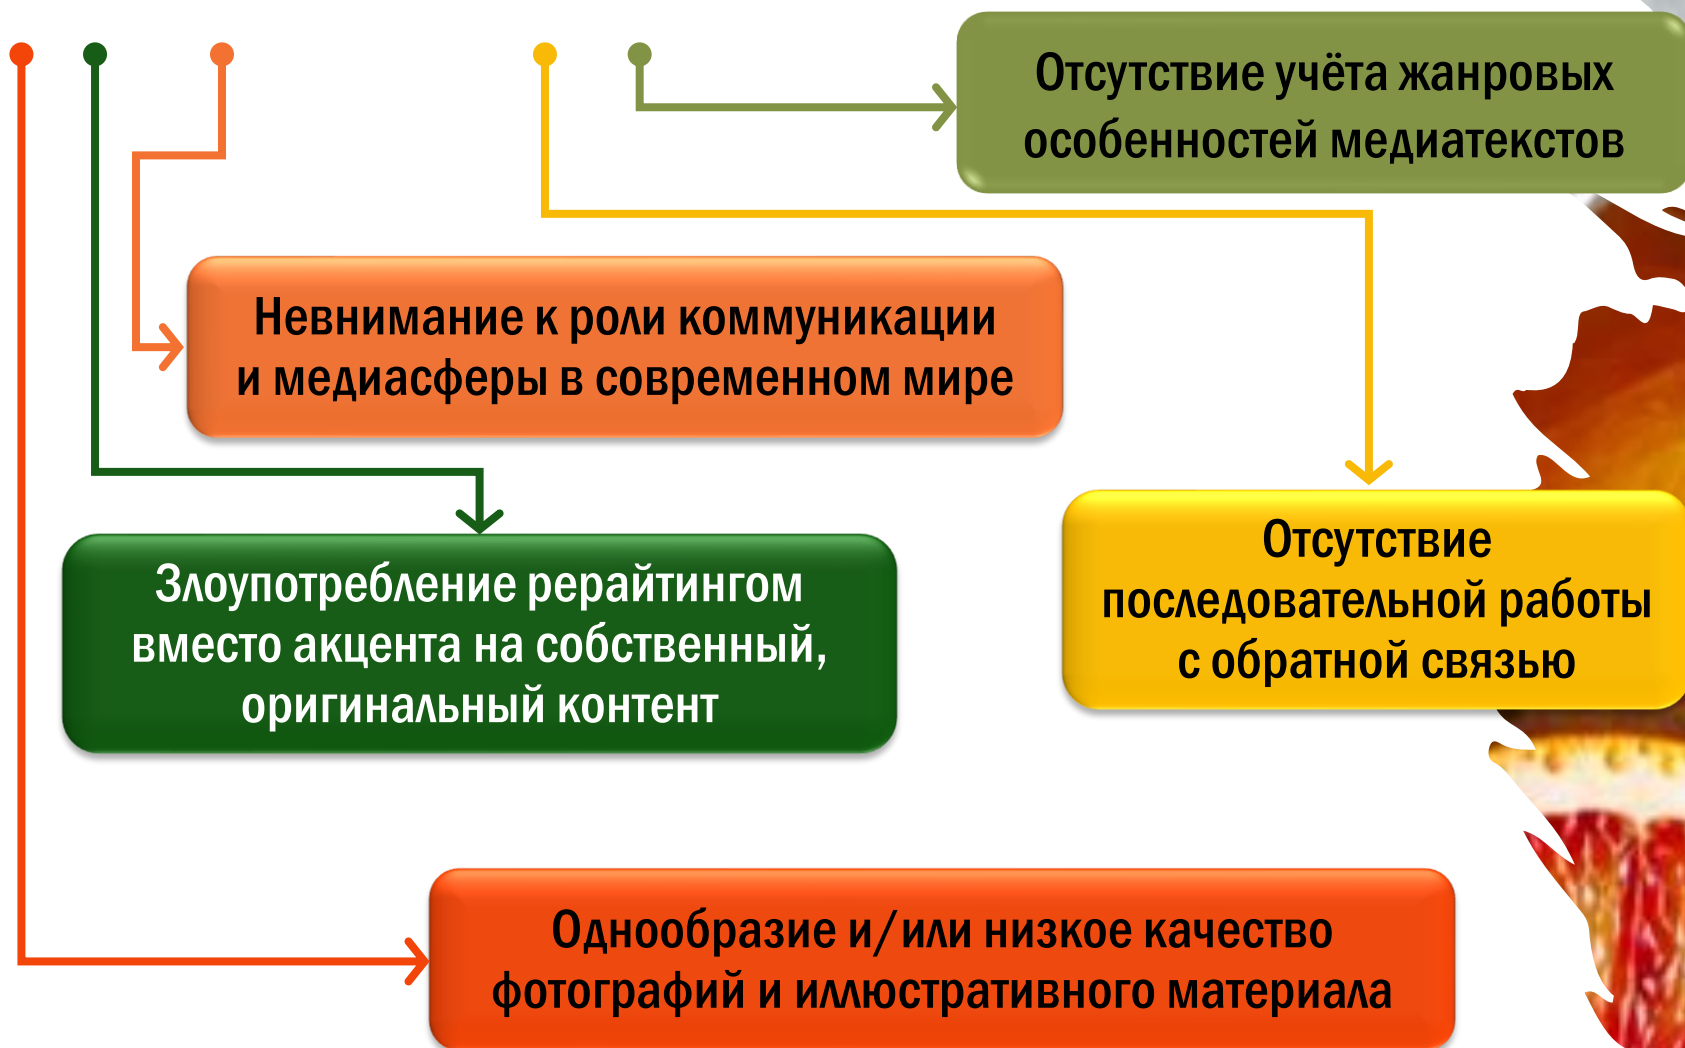 Отсутствие учёта жанровых
особенностей медиатекстов
Невнимание к роли коммуникации
и медиасферы в современном мире
Отсутствие
последовательной работы
с обратной связью
Злоупотребление рерайтингом
вместо акцента на собственный,
оригинальный контент
Однообразие и/или низкое качество
фотографий и иллюстративного материала